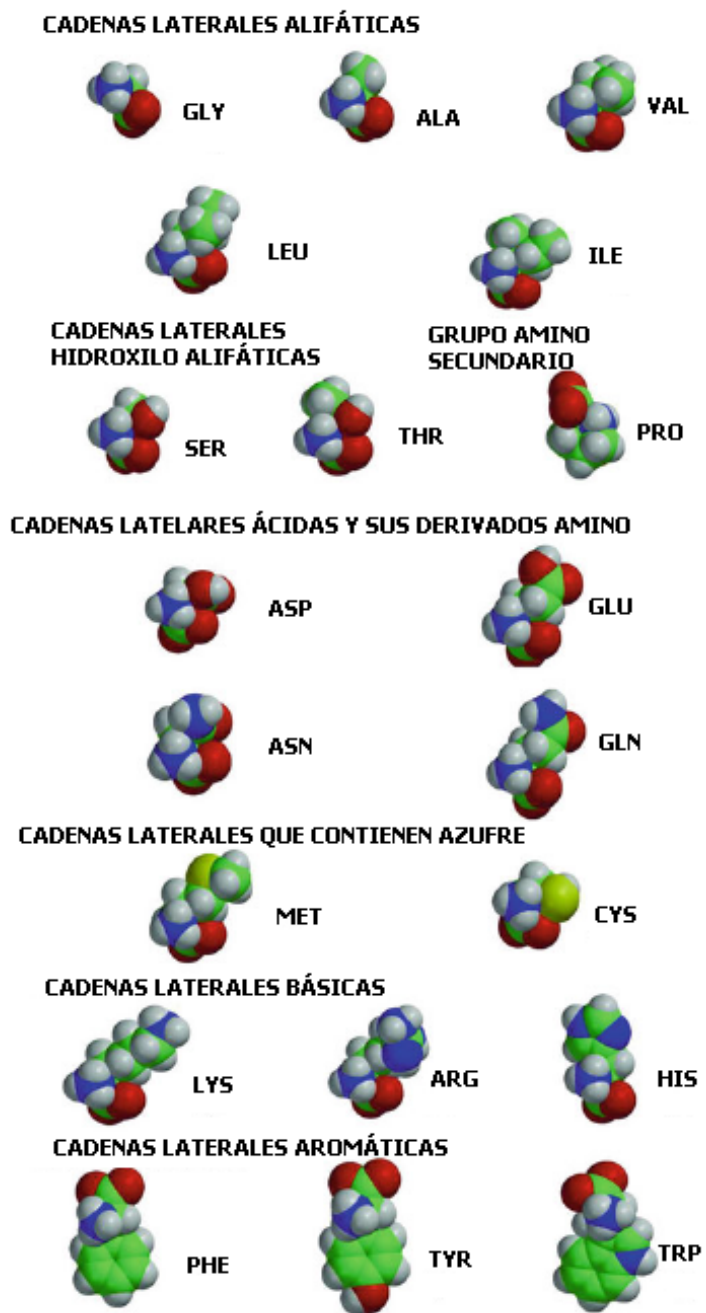 CADENAS LATERALES ALIFÁTICAS
GLY
ALA
VAL
LEU
ILE
CADENAS LATERALES
HIDROXILO ALIFÁTICAS
GRUPO AMINO
SECUNDARIO
SER
THR
PRO
CADENAS LATELARES ÁCIDAS Y SUS DERIVADOS AMINO
ASP
GLU
ASN
GLN
CADENAS LATERALES QUE CONTIENEN AZUFRE
MET
CYS
CADENAS LATERALES BÁSICAS
LYS
ARG
HIS
CADENAS LATERALES AROMÁTICAS
PHE
TYR
TRP